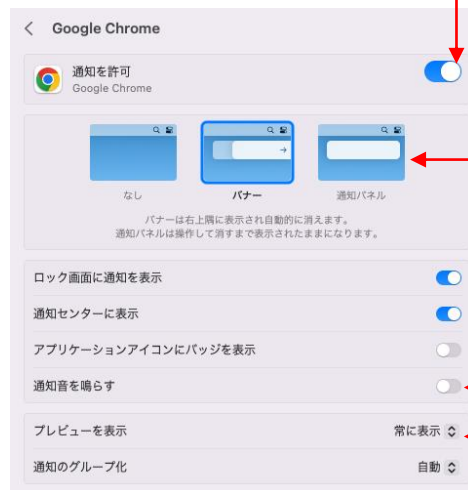 Google Chrome
通知を許可
Google Chrome
なし
バナー
通知パネル
バナーは右上隅に表示され自動的に消えます。
通知パネルは操作して消すまで表示されたままになります。
ロック画面に通知を表示
通知センターに表示
アプリケーションアイコンにバッジを表示
通知音を鳴らす
プレビューを表示 常に表示
通知のグループ化 自動